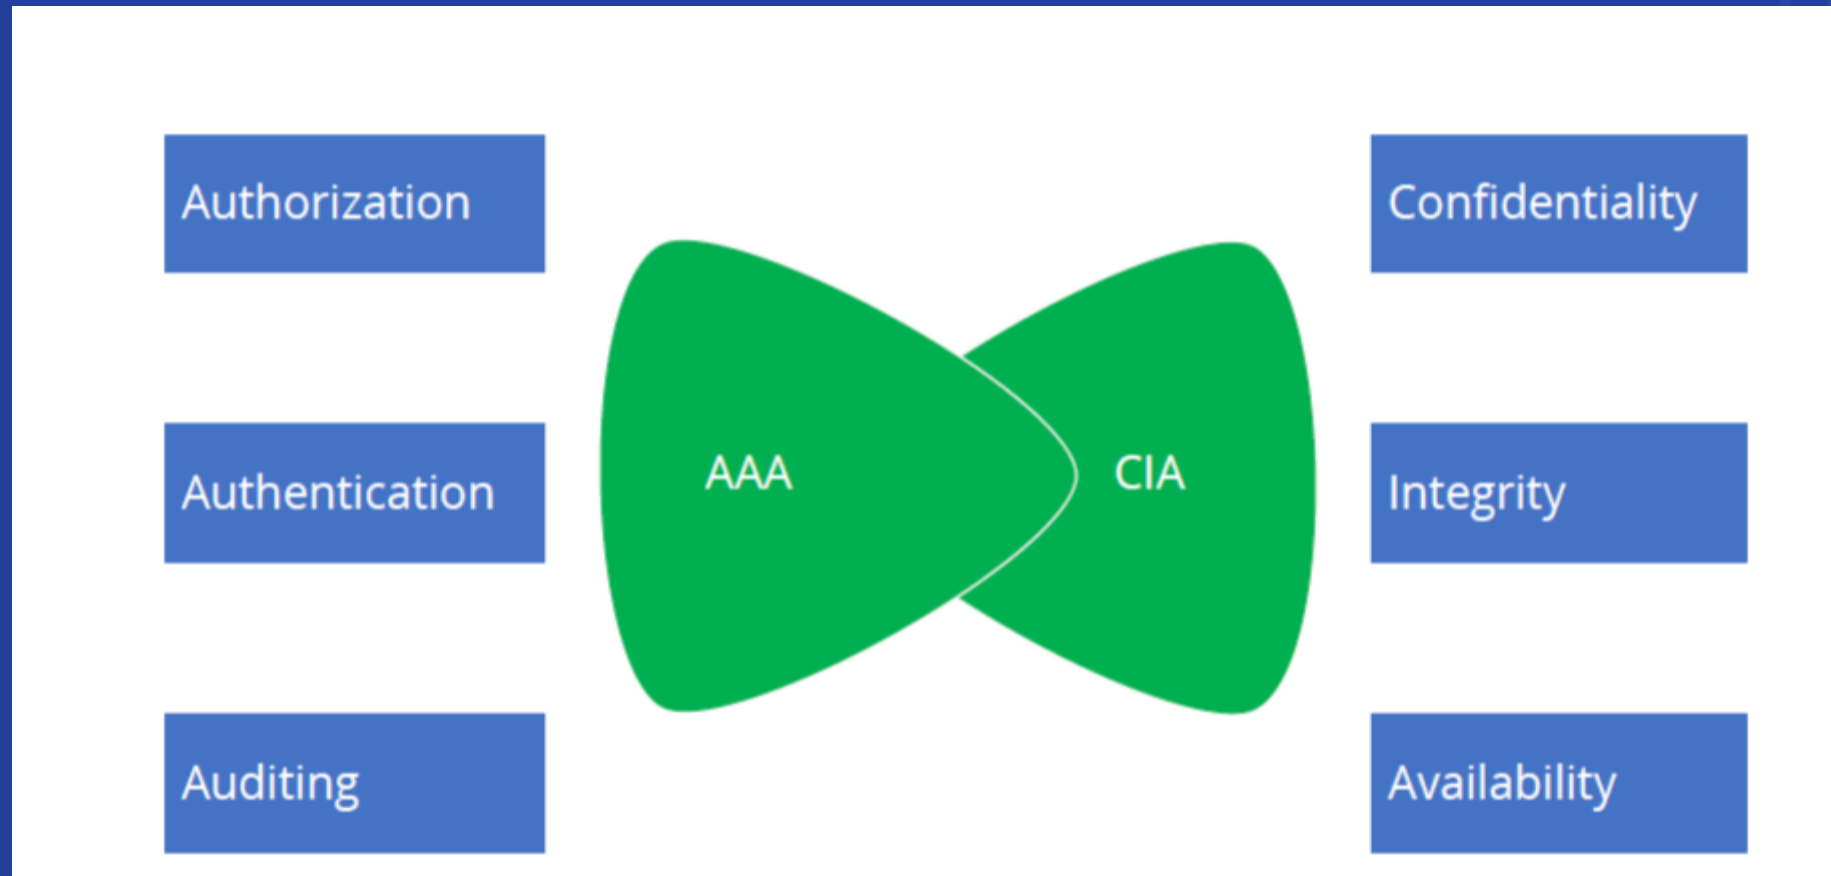 Authorization
Confidentiality
AAA
CIA
Authentication
Integrity
Auditing
Availability